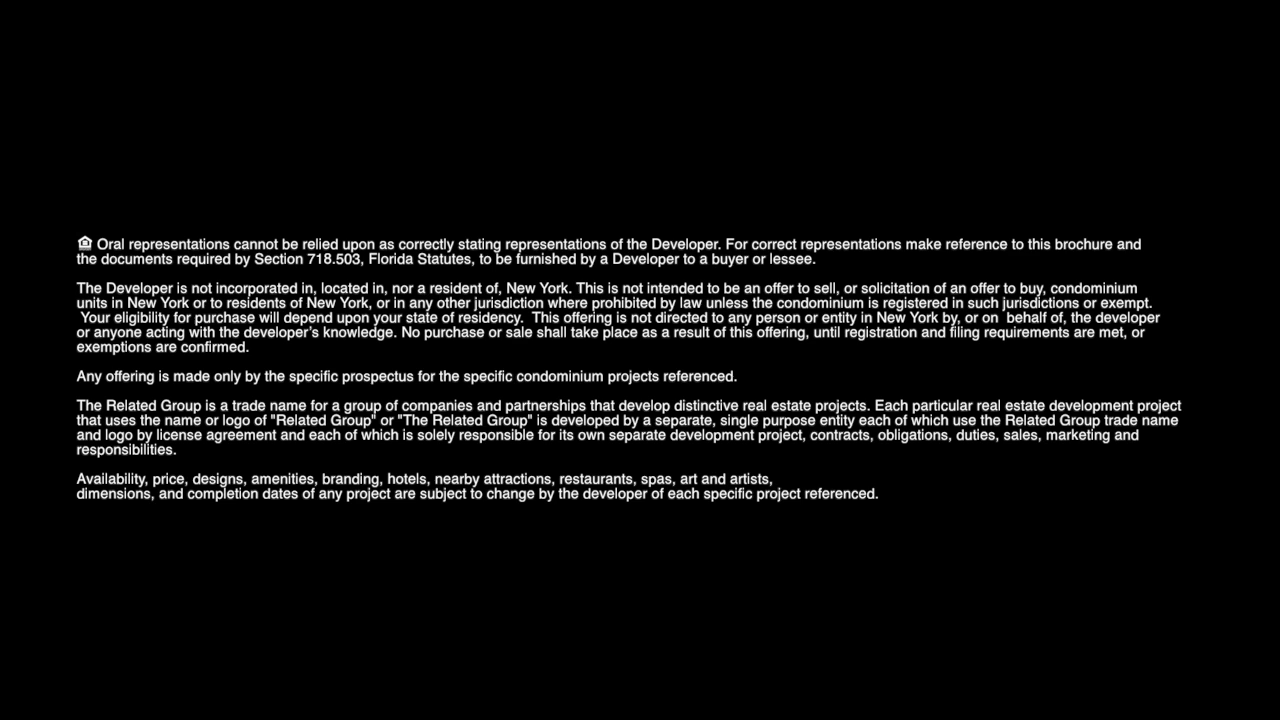 Oral representations cannot be relied upon as correctly stating representations of the Developer. For correct representations make reference to this brochure and
the documents required by Section 718.503, Florida Statutes, to be furnished by a Developer to a buyer or lessee.
The Developer is not incorporated in, located in, nor a resident of, New York. This is not intended to be an offer to sell, or solicitation of an offer to buy, condominium
units in New York or to residents of New York, or in any other jurisdiction where prohibited by law unless the condominium is registered in such jurisdictions or exempt.
Your eligibility for purchase will depend upon your state of residency.  This offering is not directed to any person or entity in New York by, or on  behalf of, the developer
or anyone acting with the developer's knowledge. No purchase or sale shall take place as a result of this offering, until registration and filing requirements are met, or
exemptions are confirmed.
Any offering is made only by the specific prospectus for the specific condominium projects referenced.
The Related Group is a trade name for a group of companies and partnerships that develop distinctive real estate projects. Each particular real estate development project
that uses the name or logo of "Related Group" or "The Related Group" is developed by a separate, single purpose entity each of which use the Related Group trade name
and logo by license agreement and each of which is solely responsible for its own separate development project, contracts, obligations, duties, sales, marketing and
responsibilities.
Availability, price, designs, amenities, branding, hotels, nearby attractions, restaurants, spas, art and artists,
dimensions, and completion dates of any project are subject to change by the developer of each specific project referenced.